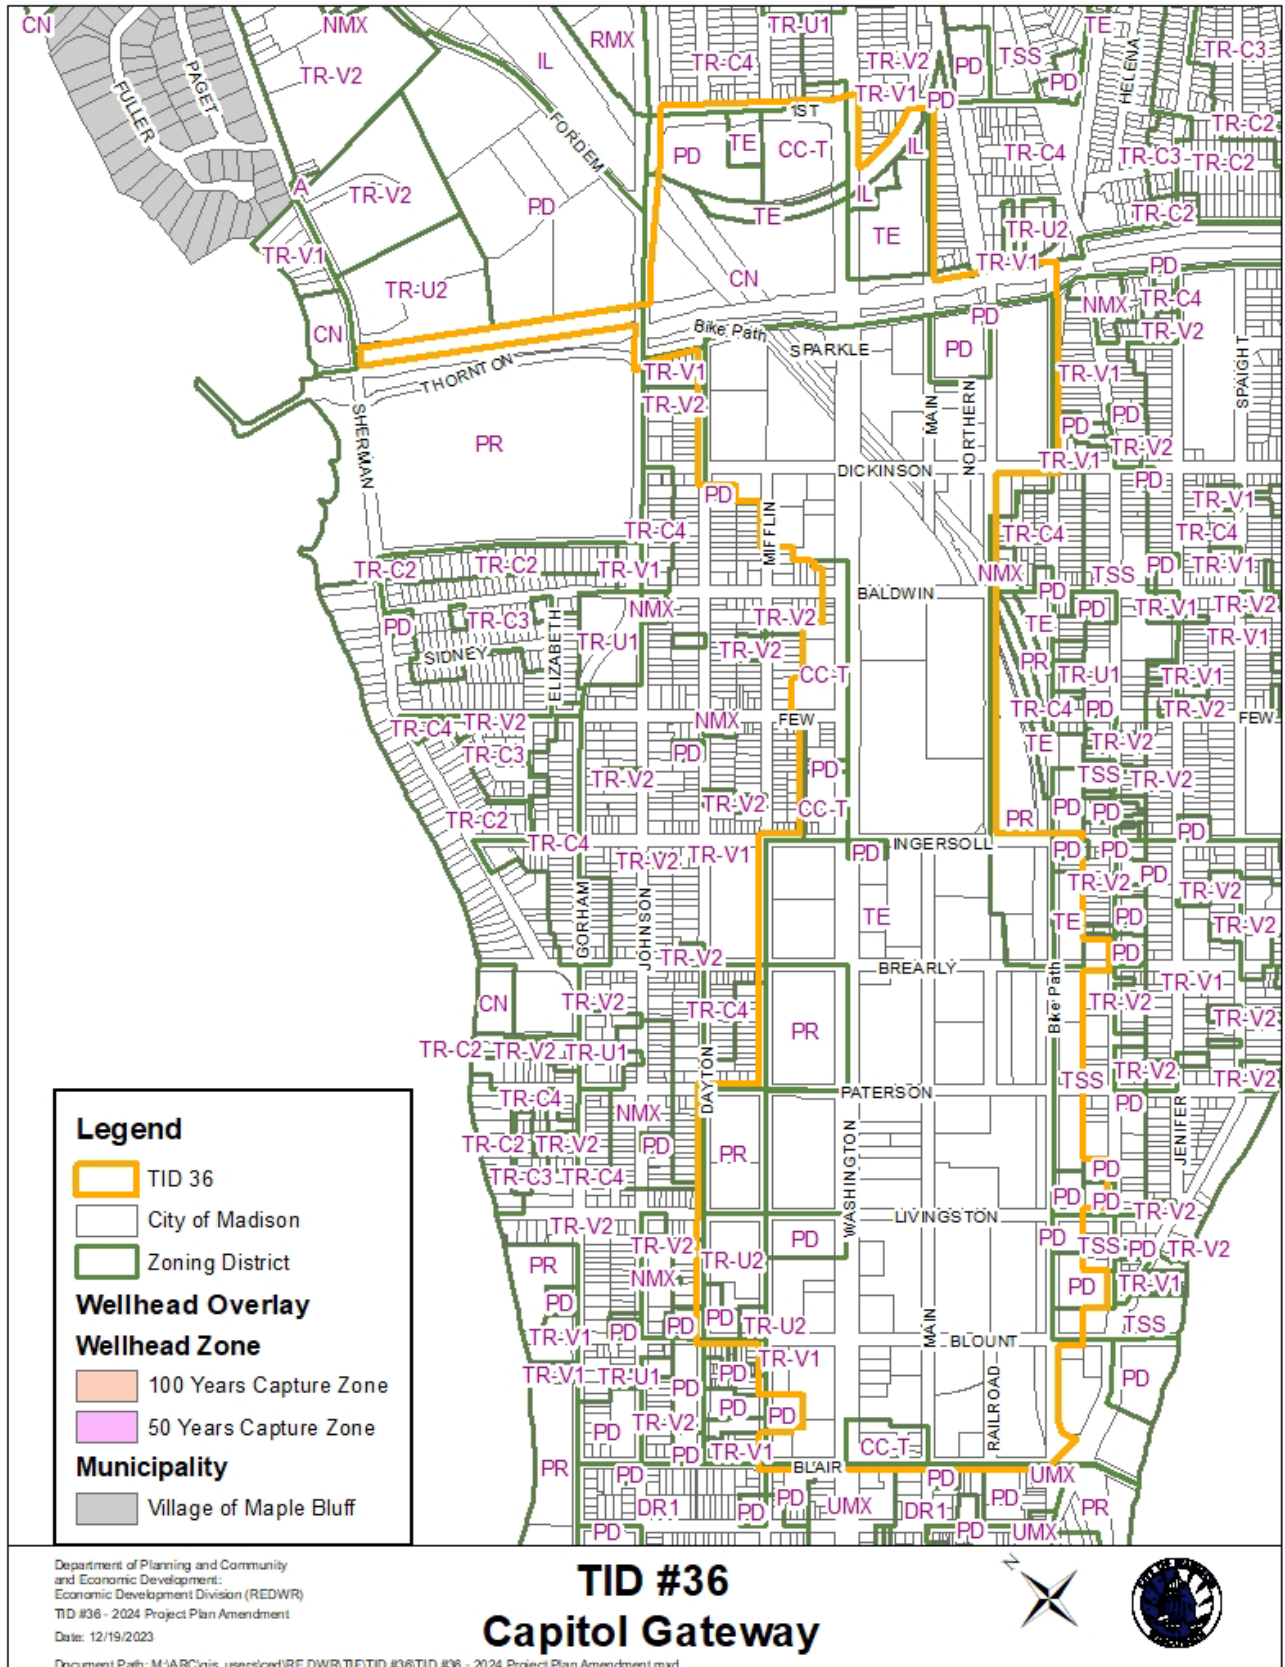 CN
NMX
TR-U1
TE
RMX
TR-V2
IL
TR-C4
TR-V2
PD
TSS
TR-C3
PAGET
TR-V2
PD
HELENA
FULLER
TR-V1
PD
1ST
FORDEM
TE
CC-T
IL
TR-C2
PD
TR-C4
TR-C3
TR-C2
A
TR-V2
PD
IL
TE
TR-C2
TE
TR-U2
TR-V1
TR-V1
PD
TR-U2
CN
NMX
TR-C4
CN
PD
TR-V2
Bike Path
SPARKLE
PD
THORNTON
TR-V1
TR-V1
SPAIGHT
TR-V2
SHERMAN
MAIN
NORTHERN
PD
PD
PR
TR-V2
DICKINSON
TR-V1
PD
PD
TR-V1
MIFFLIN
TR-C4
TR-C4
TR-C4
TR-C2
TR-C2
TR-V1
NMX
TSS
PD
TR-V1
BALDWIN
PD
NMX
PD
TR-V1
TR-V2
PD
TR-C3
TR-V2
TE
TR-V1
SIDNEY
ELIZABETH
TR-U1
TR-V2
PR
CC-T
TR-U1
TR-V1
TR-C4
PD
TR-V2
TR-C4
TR-V2
NMX
FEW
FEW
TR-C3
PD
TE
TR-V2
PD
TSS
TR-V2
TR-V2
TR-V2
CC-T
PD
PD
TR-C2
PR
PD
TR-C4
INGERSOLL
TR-V2
TR-V1
PD
PD
PD
PD
TR-V2
TR-V2
GORHAM
JOHNSON
TE
TE
PD
TR-V2
TR-V2
BREARLY
PD
CN
TR-V2
TR-C4
Bike Path
TR-V2
TR-V1
TR-V2
PR
TR-C2
TR-V2
TR-U1
DAYTON
TSS
TR-V2
TR-V2
TR-C4
NMX
PATERSON
PD
TR-C2
TR-V2
PD
PR
WASHINGTON
JENIFER
TR-C3
TR-C4
PD
PD
PD
TR-V2
LIVINGSTON
TR-V2
TR-V2
PD
PD
TSS
PD
TR-V2
PR
TR-U2
NMX
PD
TR-V1
PD
PD
TR-U2
TSS
TR-V1
PD
PD
MAIN
BLOUNT
TR-V1
TR-V1
TR-U1
PD
PD
PD
RAILROAD
PD
PD
TR-V2
PD
PD
TR-V1
CC-T
PR
PD
BLAIR
PD
UMX
DR1
PD
PD
UMX
DR1
PD
PR
PD
PD
UMX
Legend
TID 36
City of Madison
Zoning District
Wellhead Overlay
Wellhead Zone
100 Years Capture Zone
50 Years Capture Zone
Municipality
Village of Maple Bluff
Department of Planning and Community
and Economic Development:
Economic Development Division (REDWR)
TID #36 - 2024 Project Plan Amendment
Date: 12/19/2023
TID #36
Capitol Gateway
N